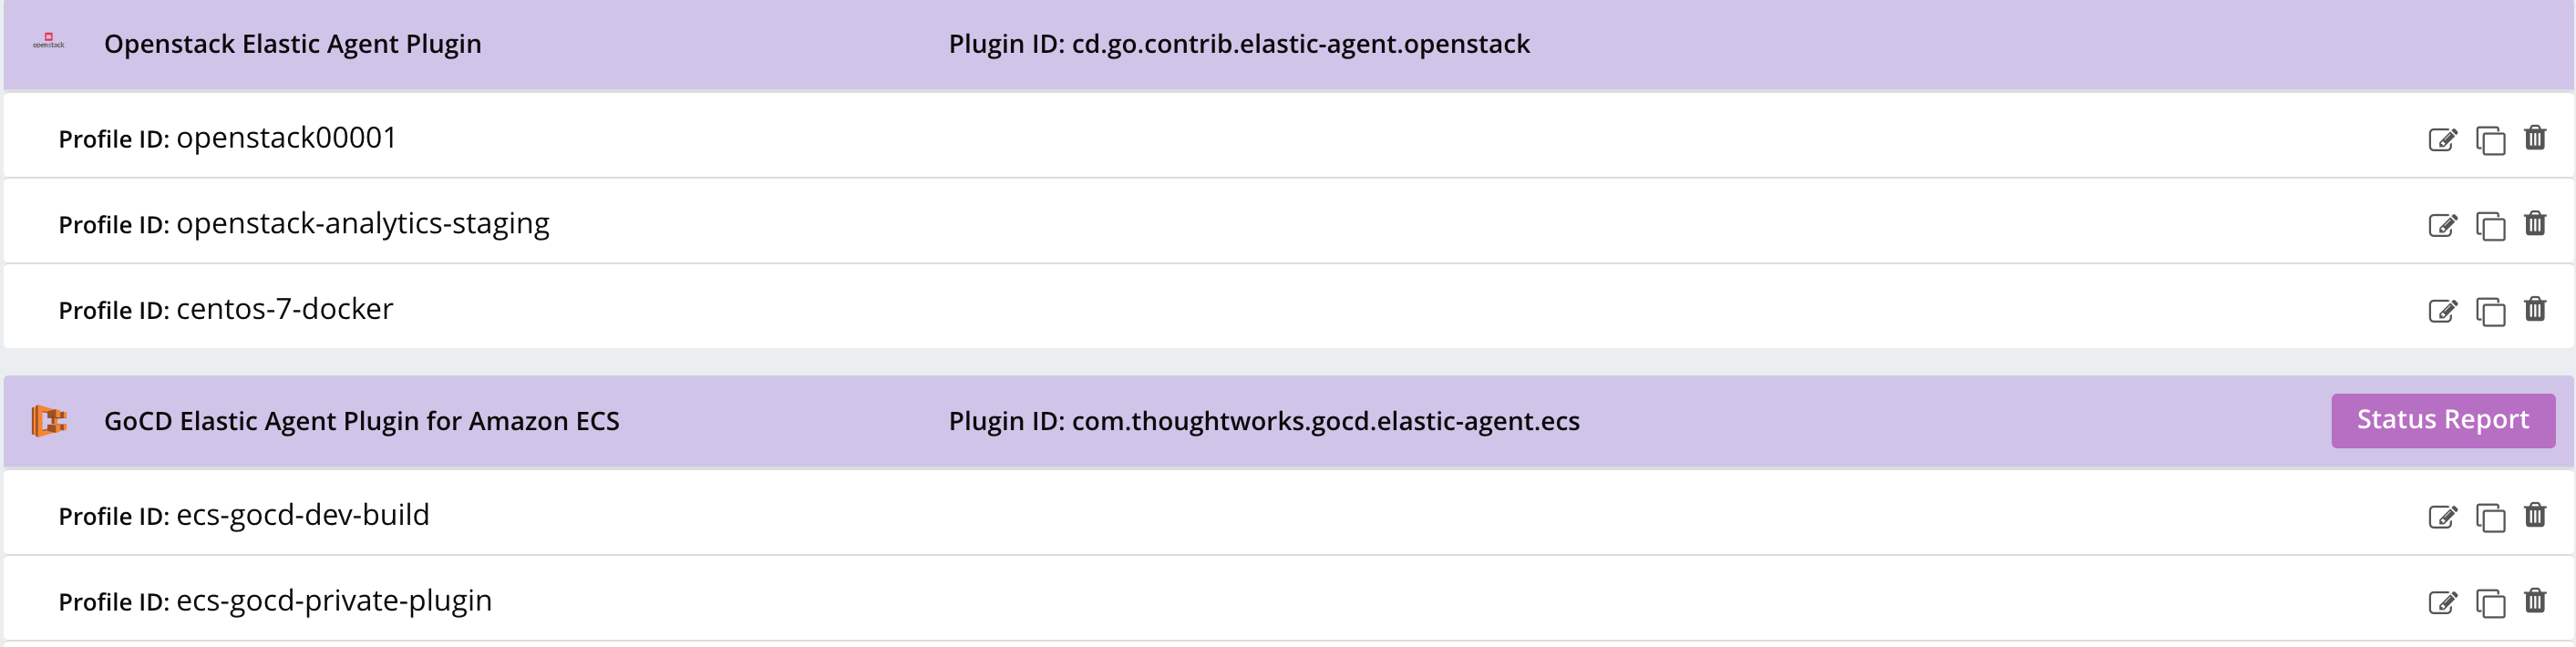 openstack
Openstack Elastic Agent Plugin Plugin ID: cd.go.contrib.elastic-agent.openstack
Profile ID: openstack00001
Profile ID: openstack-analytics-staging
Profile ID: centos-7-docker
GoCD Elastic Agent Plugin for Amazon ECS Plugin ID: com.thoughtworks.gocd.elastic-agent.ecs Status Report
Profile ID: ecs-gocd-dev-build
Profile ID: ecs-gocd-private-plugin